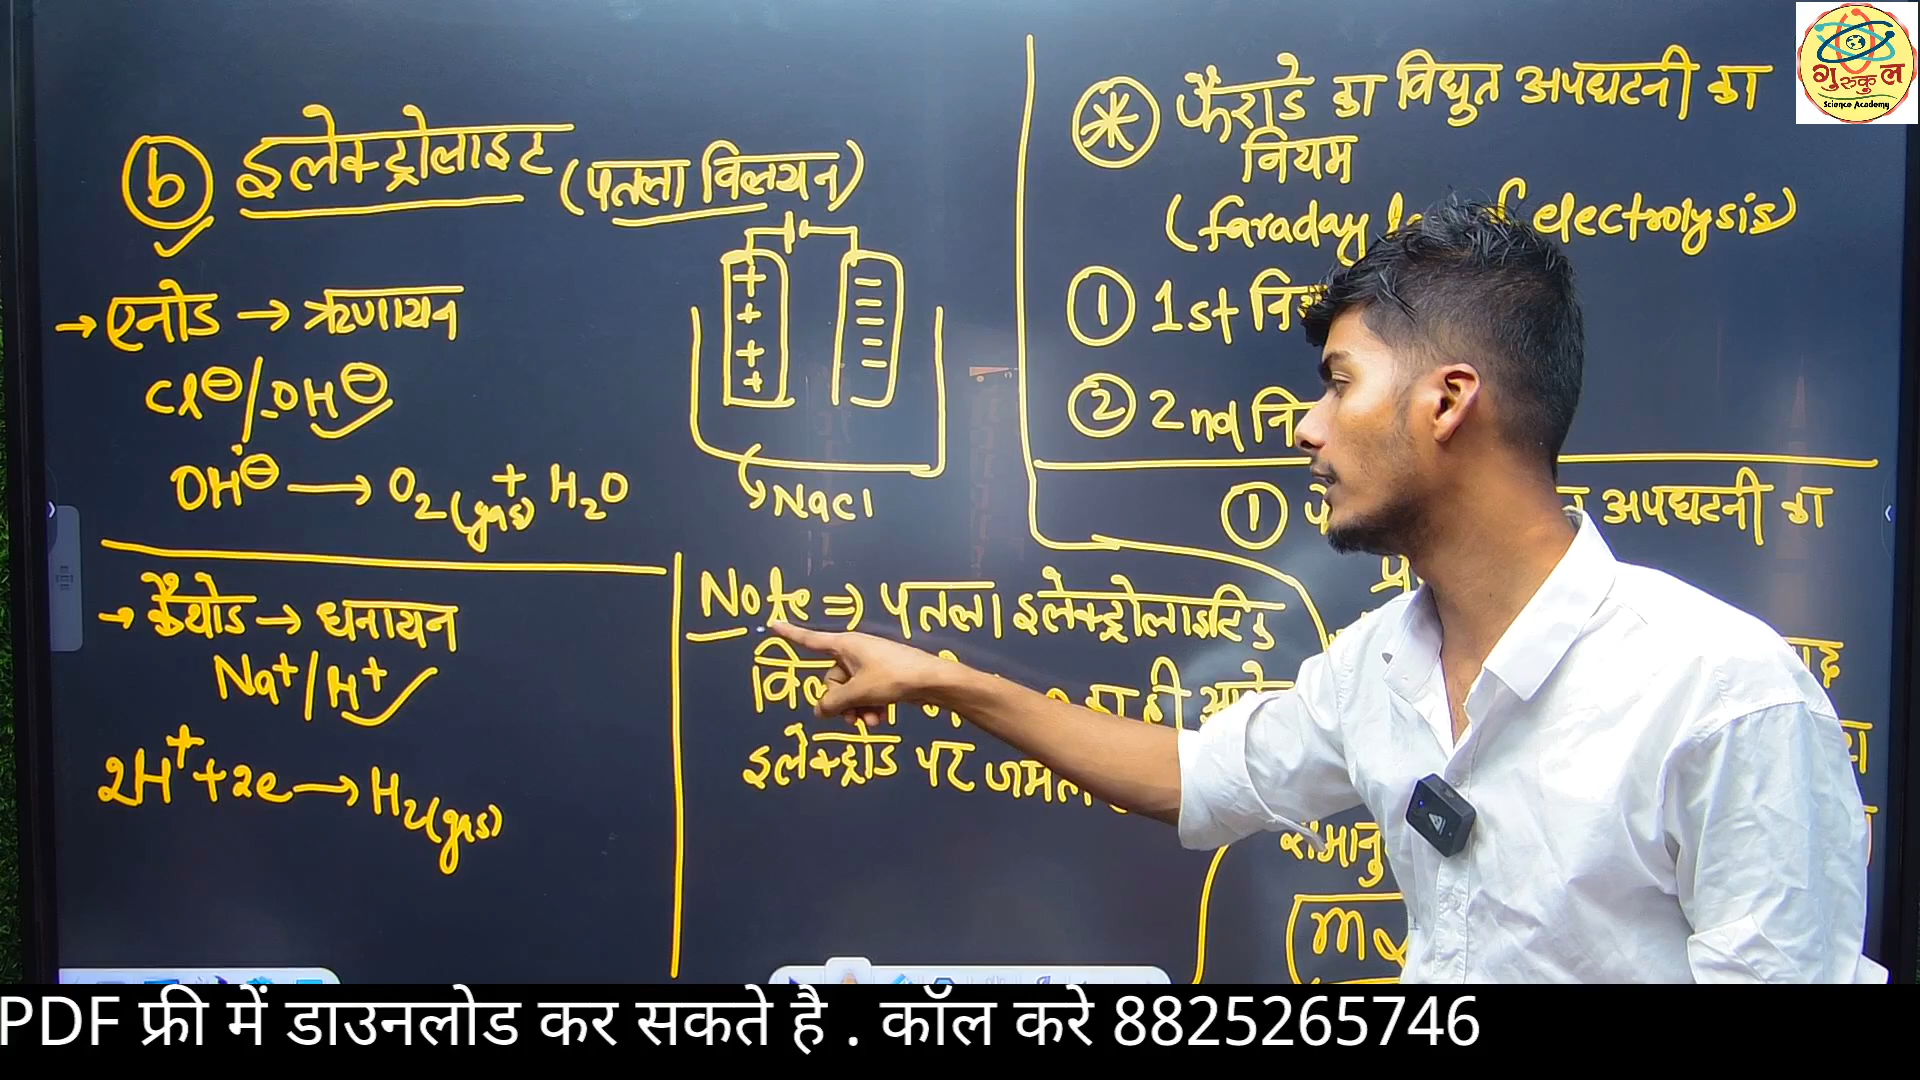 b इलेक्ट्रोलाइट (पतला विलयन)
→ एनोड → ऋणायन
Cl⊖/OH⊖
OH⊖ → O2(gas) + H2O
→ कैथोड → धनायन
Na+/H+
2H+ + 2e → H2(gas)
+
+
+
+
NaCl
Note ⇒ पतला इलेक्ट्रोलाइटिड
इलेक्ट्रोड पर
* फैराडे का विद्युत अपघटनी का
नियम
(faraday electrolysis)
① 1st
② 2nd
① अपघटनी का
गुरुकुल
Science Academy
PDF फ्री में डाउनलोड कर सकते है . कॉल करे 8825265746